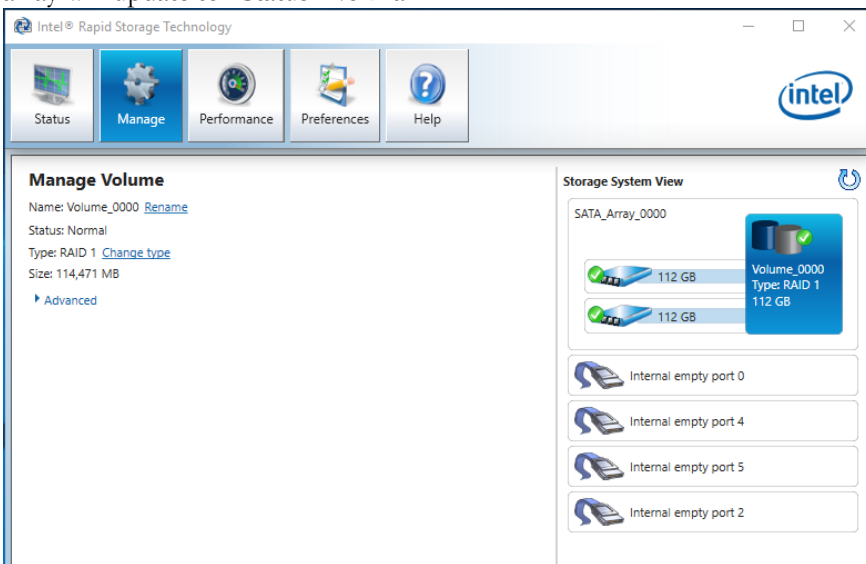 Intel® Rapid Storage Technology
Status
Manage
Performance
Preferences
Help
intel
Manage Volume
Name: Volume_0000 Rename
Status: Normal
Type: RAID 1 Change type
Size: 114,471 MB
Advanced
Storage System View
SATA_Array_0000
112 GB
112 GB
Volume_0000
Type: RAID 1
112 GB
Internal empty port 0
Internal empty port 4
Internal empty port 5
Internal empty port 2